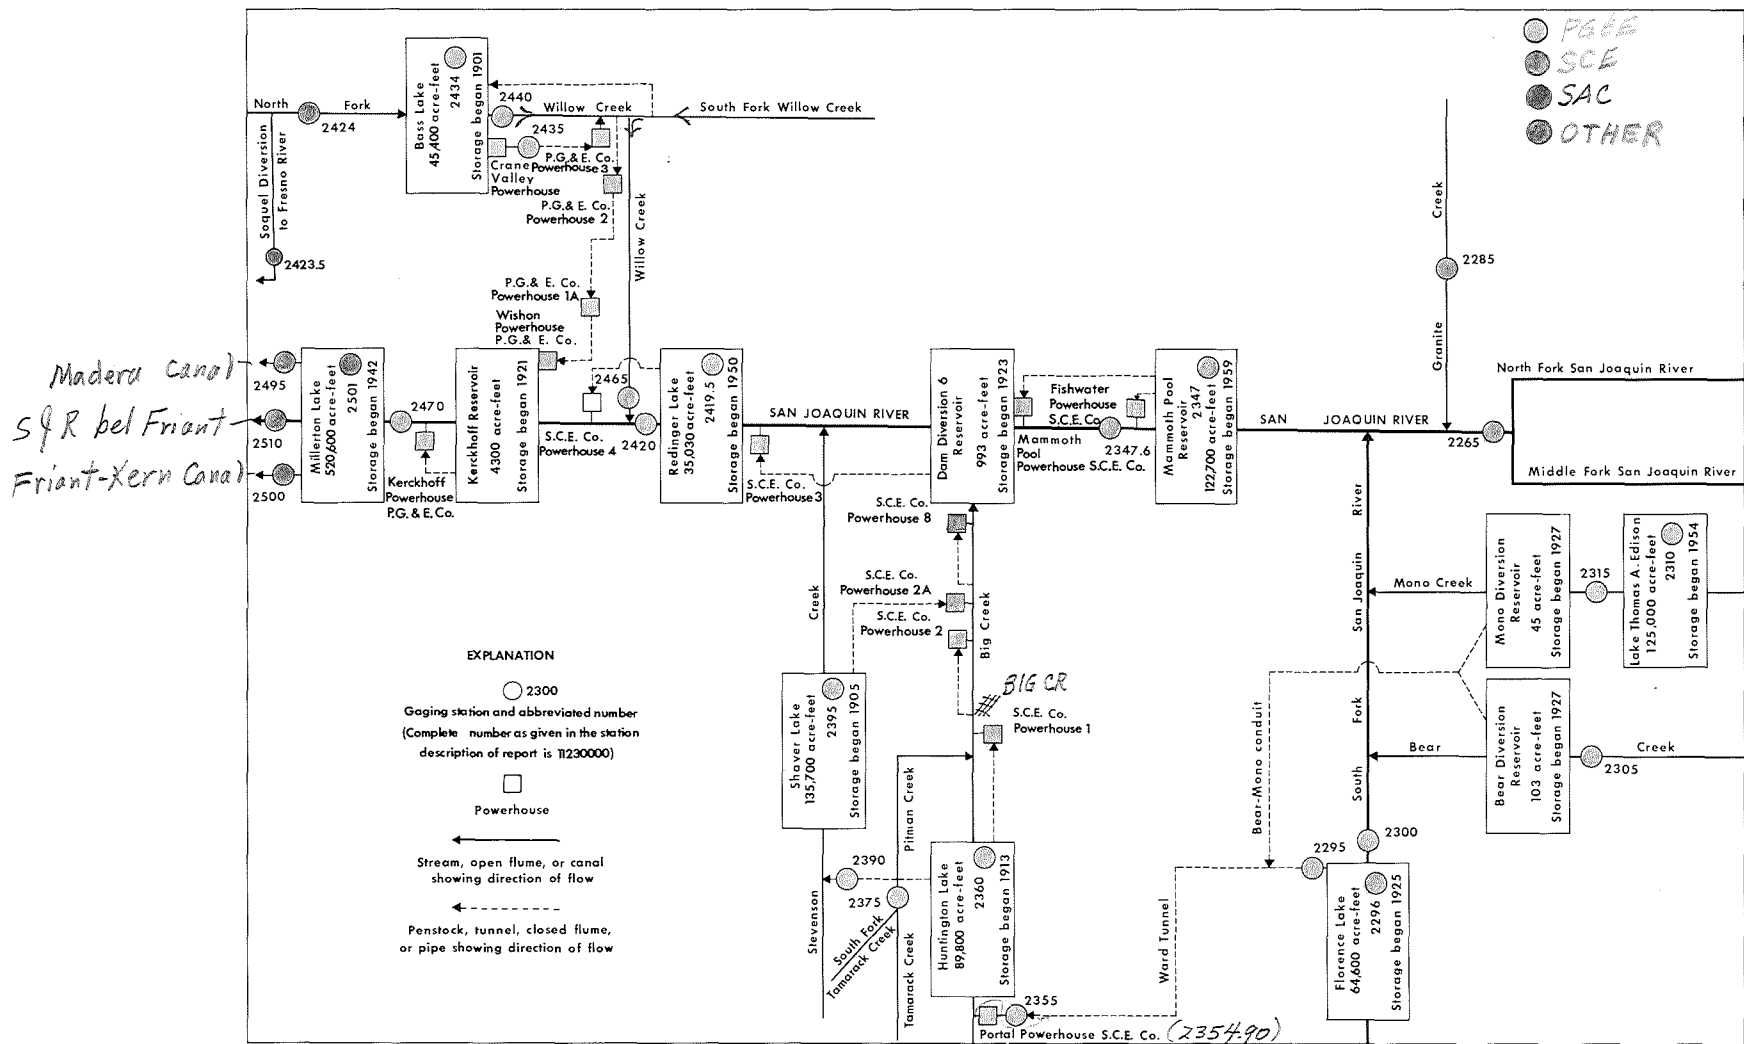 PG&E
SCE
SAC
OTHER
North
Fork
2424
Soquel Diversion
to Fresno River
2423.5
Bass Lake
45,400 acre-feet
2434
Storage began 1901
2440
Willow Creek
South Fork Willow Creek
2435
P.G.& E. Co.
Powerhouse 3
Crane
Valley
Powerhouse
P.G.& E. Co.
Powerhouse 2
Willow Creek
P.G.& E. Co.
Powerhouse 1A
Wishon
Powerhouse
P.G.& E. Co.
Creek
2285
Granite
Madera Canal
2495
S J R bel Friant
2510
Friant-Kern Canal
2500
Millerton Lake
520,600 acre-feet
2501
Storage began 1942
2470
Kerckhoff
Powerhouse
P.G. & E. Co.
Kerckhoff Reservoir
4300 acre-feet
Storage began 1921
2465
S.C.E. Co.
Powerhouse 4
2420
Redinger Lake
35,030 acre-feet
2419.5
Storage began 1950
SAN JOAQUIN RIVER
S.C.E. Co.
Powerhouse 3
Dam Diversion 6
Reservoir
993 acre-feet
Storage began 1923
Fishwater
Powerhouse
S.C.E. Co.
Mammoth
Pool
Powerhouse S.C.E. Co.
2347.6
Mammoth Pool
Reservoir
2347
122,700 acre-feet
Storage began 1959
SAN JOAQUIN RIVER
2265
North Fork San Joaquin River
Middle Fork San Joaquin River
S.C.E. Co.
Powerhouse 8
S.C.E. Co.
Powerhouse 2A
S.C.E. Co.
Powerhouse 2
Big Creek
BIG CR
S.C.E. Co.
Powerhouse 1
Creek
Shaver Lake
135,700 acre-feet
2395
Storage began 1905
Stevenson
2390
2375
Pitman Creek
South Fork
Tamarack Creek
Tamarack Creek
Huntington Lake
89,800 acre-feet
2360
Storage began 1913
2355
Portal Powerhouse S.C.E. Co. (2354.90)
Ward Tunnel
Bear-Mono conduit
2295
2300
Florence Lake
64,600 acre-feet
2296
Storage began 1925
South Fork San Joaquin River
Mono Creek
Mono Diversion
Reservoir
45 acre-feet
Storage began 1927
2315
Lake Thomas A. Edison
125,000 acre-feet
2310
Storage began 1954
Bear
Bear Diversion
Reservoir
103 acre-feet
Storage began 1927
2305
Creek
EXPLANATION
2300
Gaging station and abbreviated number
(Complete number as given in the station
description of report is 11230000)
Powerhouse
Stream, open flume, or canal
showing direction of flow
Penstock, tunnel, closed flume,
or pipe showing direction of flow